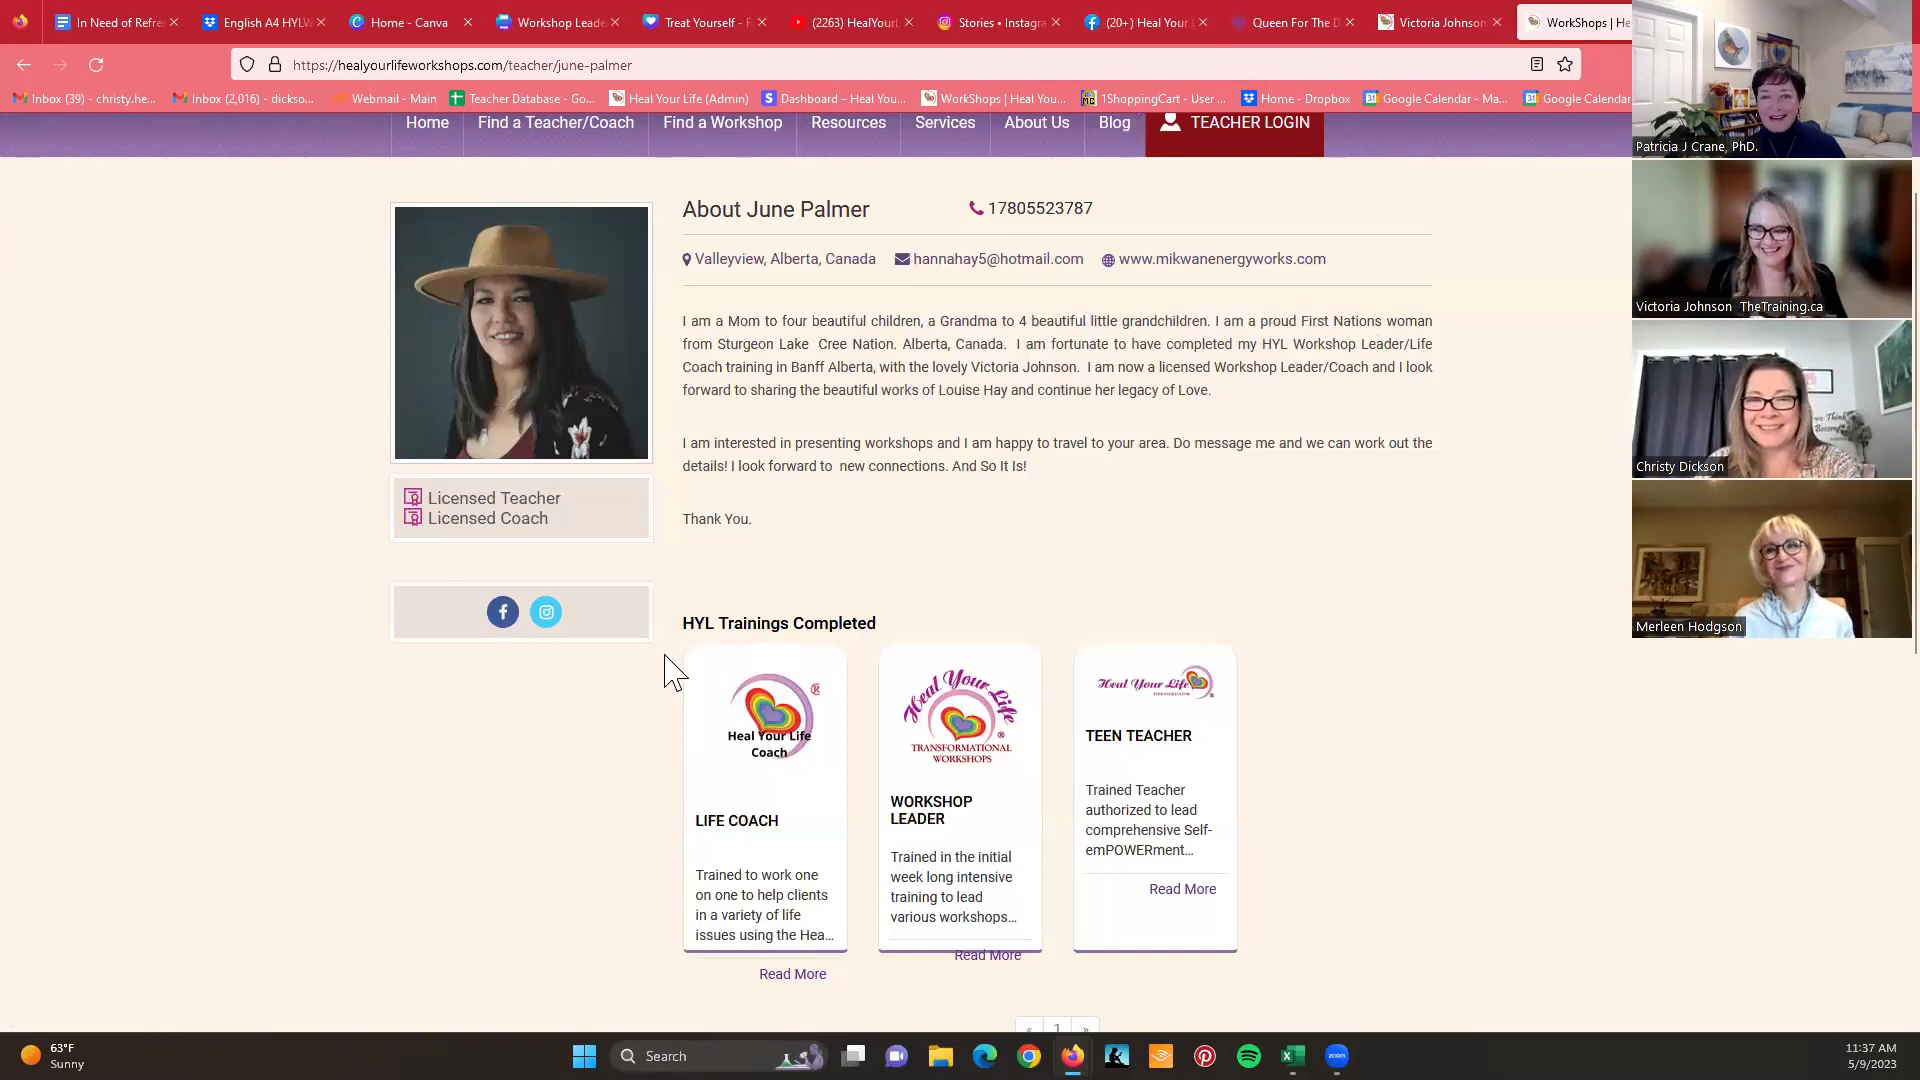 In Need of Refre
English A4 HYLW
Home - Canva
Workshop Leade
Treat Yourself - F
(2263) HealYourL
Stories • Instagra
(20+) Heal Your
Queen For The D
Victoria Johnson
WorkShops | He
https://healyourlifeworkshops.com/teacher/june-palmer
Inbox (39) - christy.he...
Inbox (2,016) - dickso...
Webmail - Main
Teacher Database - Go...
Heal Your Life (Admin)
Dashboard – Heal You...
WorkShops | Heal You...
1ShoppingCart - User ...
Home - Dropbox
Google Calendar - Ma...
Google Calendar
Home
Find a Teacher/Coach
Find a Workshop
Resources
Services
About Us
Blog
TEACHER LOGIN
About June Palmer
17805523787
Valleyview, Alberta, Canada
hannahay5@hotmail.com
www.mikwanenergyworks.com
I am a Mom to four beautiful children, a Grandma to 4 beautiful little grandchildren. I am a proud First Nations woman
from Sturgeon Lake Cree Nation. Alberta, Canada. I am fortunate to have completed my HYL Workshop Leader/Life
Coach training in Banff Alberta, with the lovely Victoria Johnson. I am now a licensed Workshop Leader/Coach and I look
forward to sharing the beautiful works of Louise Hay and continue her legacy of Love.
I am interested in presenting workshops and I am happy to travel to your area. Do message me and we can work out the
details! I look forward to new connections. And So It Is!
Thank You.
Licensed Teacher
Licensed Coach
HYL Trainings Completed
Heal Your Life
Coach
®
LIFE COACH
Trained to work one
on one to help clients
in a variety of life
issues using the Hea...
Read More
Heal Your Life
®
TRANSFORMATIONAL
WORKSHOPS
WORKSHOP
LEADER
Trained in the initial
week long intensive
training to lead
various workshops...
Read More
Heal Your Life
TEEN TEACHER
Trained Teacher
authorized to lead
comprehensive Self-
emPOWERment...
Read More
« 1 »
Patricia J Crane, PhD.
Victoria Johnson TheTraining.ca
Christy Dickson
Merleen Hodgson
63°F
Sunny
Search
zoom
11:37 AM
5/9/2023